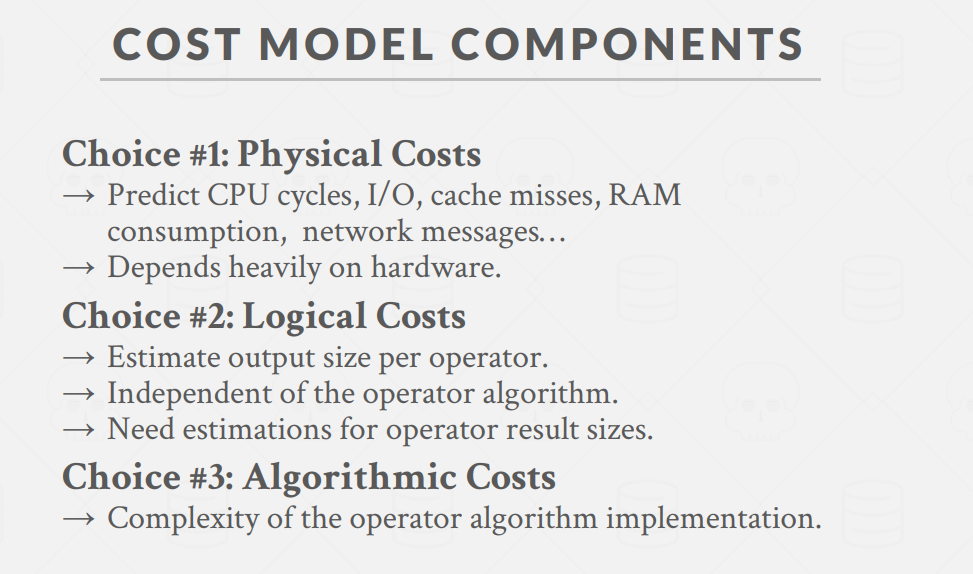 COST MODEL COMPONENTS
Choice #1: Physical Costs
→ Predict CPU cycles, I/O, cache misses, RAM
consumption,  network messages…
→ Depends heavily on hardware.
Choice #2: Logical Costs
→ Estimate output size per operator.
→ Independent of the operator algorithm.
→ Need estimations for operator result sizes.
Choice #3: Algorithmic Costs
→ Complexity of the operator algorithm implementation.